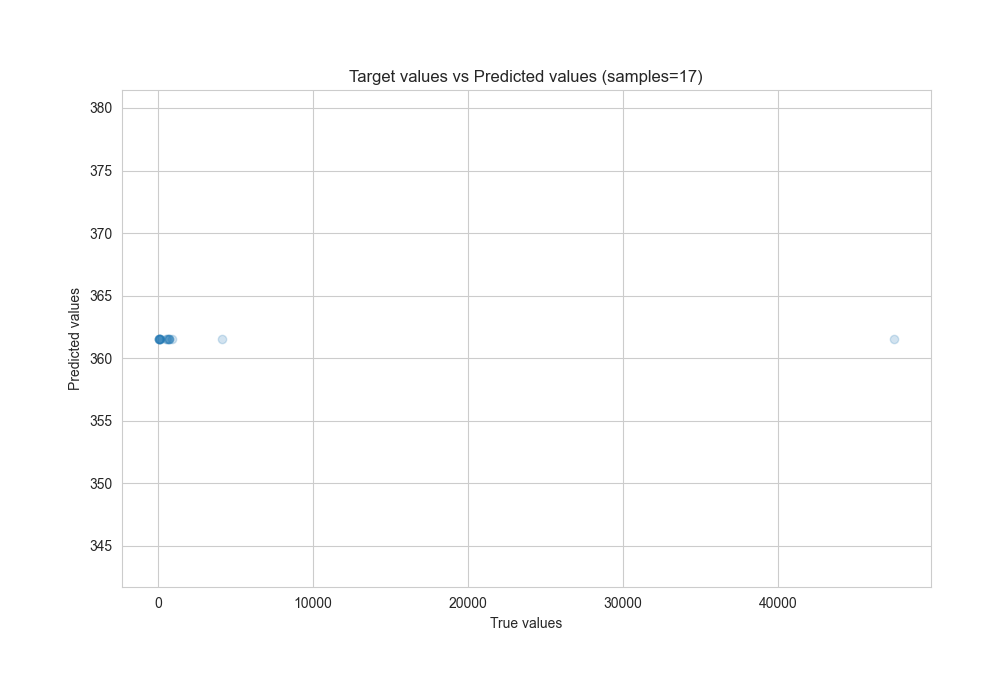 Target values vs Predicted values (samples=17)
380
375
370
365
360
355
350
345
Predicted values
0 10000 20000 30000 40000
True values